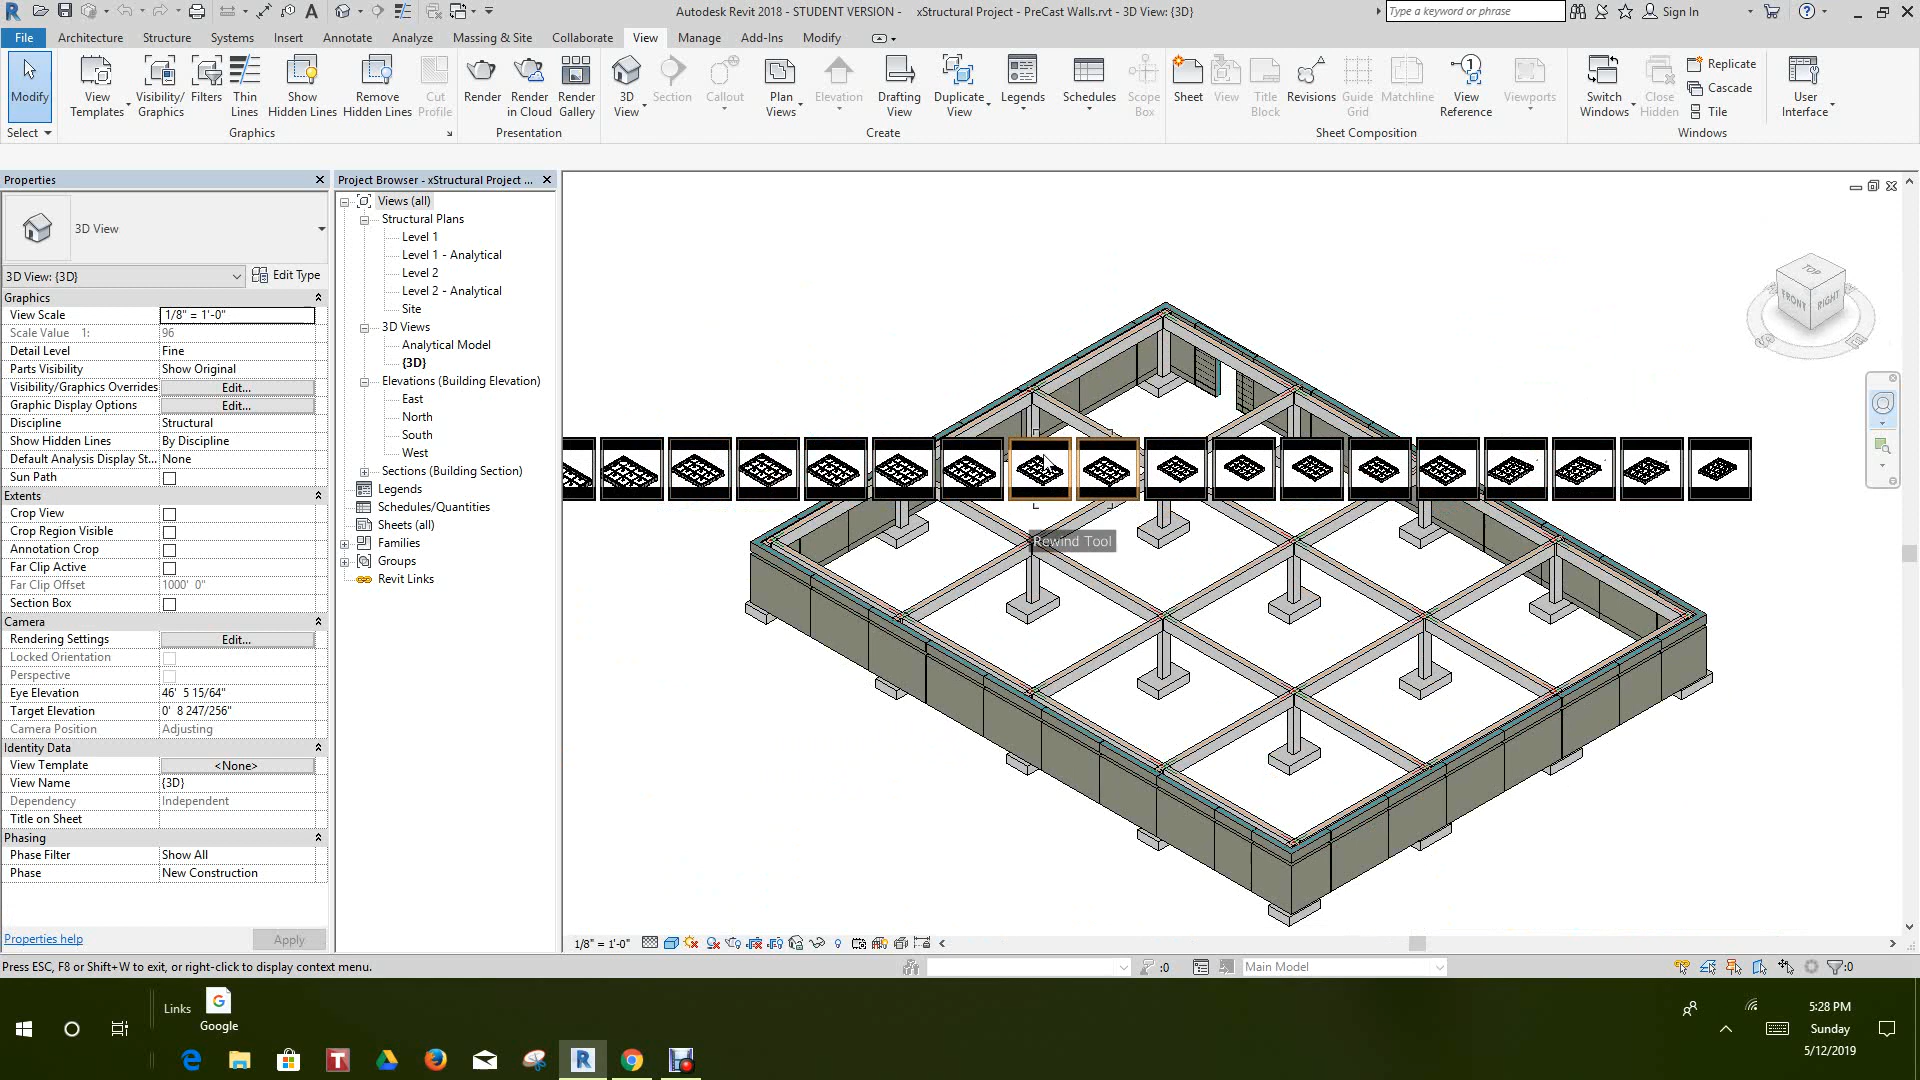 Autodesk Revit 2018 - STUDENT VERSION - xStructural Project - PreCast Walls.rvt - 3D View: {3D}
Type a keyword or phrase
Sign In
File Architecture Structure Systems Insert Annotate Analyze Massing & Site Collaborate View Manage Add-Ins Modify
Modify
View Templates
Visibility/ Graphics
Filters
Thin Lines
Show Hidden Lines
Remove Hidden Lines
Cut Profile
Render
Render in Cloud
Render Gallery
3D View
Section
Callout
Plan Views
Elevation
Drafting View
Duplicate View
Legends
Schedules
Scope Box
Sheet
View
Title Block
Revisions
Guide Grid
Matchline
View Reference
Viewports
Switch Windows
Close Hidden
Replicate
Cascade
Tile
User Interface
Select Graphics Presentation Create Sheet Composition Windows
Properties
3D View
3D View: {3D}
Edit Type
Graphics
View Scale 1/8" = 1'-0"
Scale Value 1: 96
Detail Level Fine
Parts Visibility Show Original
Visibility/Graphics Overrides Edit...
Graphic Display Options Edit...
Discipline Structural
Show Hidden Lines By Discipline
Default Analysis Display St... None
Sun Path
Extents
Crop View
Crop Region Visible
Annotation Crop
Far Clip Active
Far Clip Offset 1000' 0"
Section Box
Camera
Rendering Settings Edit...
Locked Orientation
Perspective
Eye Elevation 46' 5 15/64"
Target Elevation 0' 8 247/256"
Camera Position Adjusting
Identity Data
View Template <None>
View Name {3D}
Dependency Independent
Title on Sheet
Phasing
Phase Filter Show All
Phase New Construction
Properties help
Apply
Project Browser - xStructural Project ...
Views (all)
Structural Plans
Level 1
Level 1 - Analytical
Level 2
Level 2 - Analytical
Site
3D Views
Analytical Model
{3D}
Elevations (Building Elevation)
East
North
South
West
Sections (Building Section)
Legends
Schedules/Quantities
Sheets (all)
Families
Groups
Revit Links
TOP
FRONT
RIGHT
Rewind Tool
1/8" = 1'-0"
Press ESC, F8 or Shift+W to exit, or right-click to display context menu.
:0
Main Model
:0
Links
Google
5:28 PM
Sunday
5/12/2019